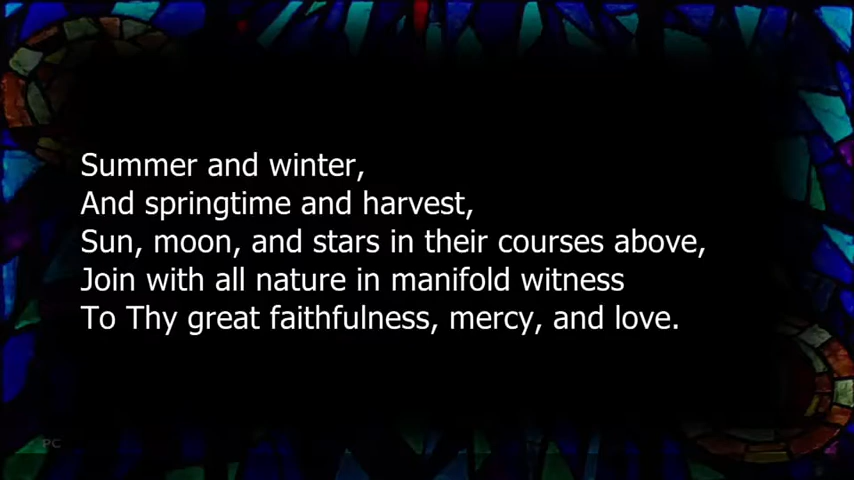 Summer and winter,
And springtime and harvest,
Sun, moon, and stars in their courses above,
Join with all nature in manifold witness
To Thy great faithfulness, mercy, and love.
PC